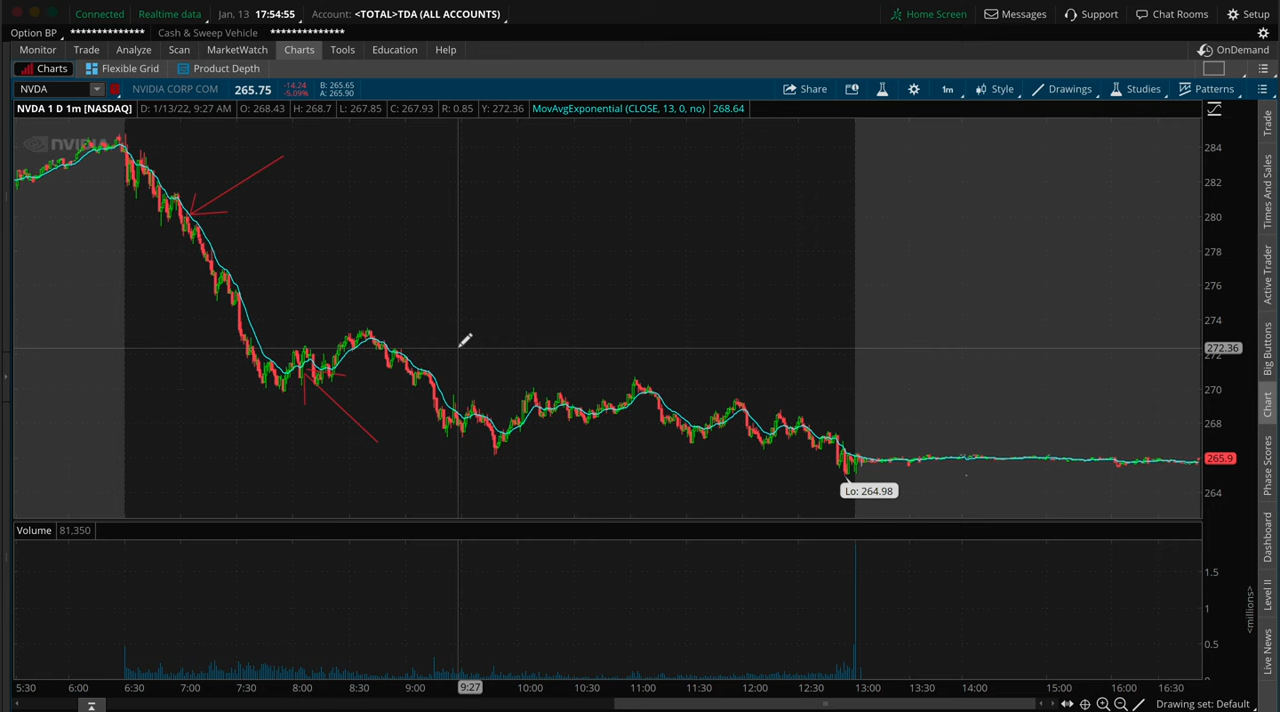 Connected Realtime data Jan, 13 17:54:55 Account: <TOTAL>TDA (ALL ACCOUNTS) Home Screen Messages Support Chat Rooms Setup
Option BP ************** Cash & Sweep Vehicle **************
Monitor Trade Analyze Scan MarketWatch Charts Tools Education Help OnDemand
Charts Flexible Grid Product Depth
NVDA NVIDIA CORP COM 265.75 -14.24 -5.09% B: 265.65 A: 265.90 Share 1m Style Drawings Studies Patterns
NVDA 1 D 1m [NASDAQ] D: 1/13/22, 9:27 AM O: 268.43 H: 268.7 L: 267.85 C: 267.93 R: 0.85 Y: 272.36 MovAvgExponential (CLOSE, 13, 0, no) 268.64
NVIDIA
284
282
280
278
276
274
272.36
272
270
268
265.9
264
Lo: 264.98
Volume 81,350
1.5
1
0.5
<millions>
5:30 6:00 6:30 7:00 7:30 8:00 8:30 9:00 9:27 10:00 10:30 11:00 11:30 12:00 12:30 13:00 13:30 14:00 15:00 16:00 16:30
Drawing set: Default
Trade
Times And Sales
Active Trader
Big Buttons
Chart
Phase Scores
Dashboard
Level II
Live News